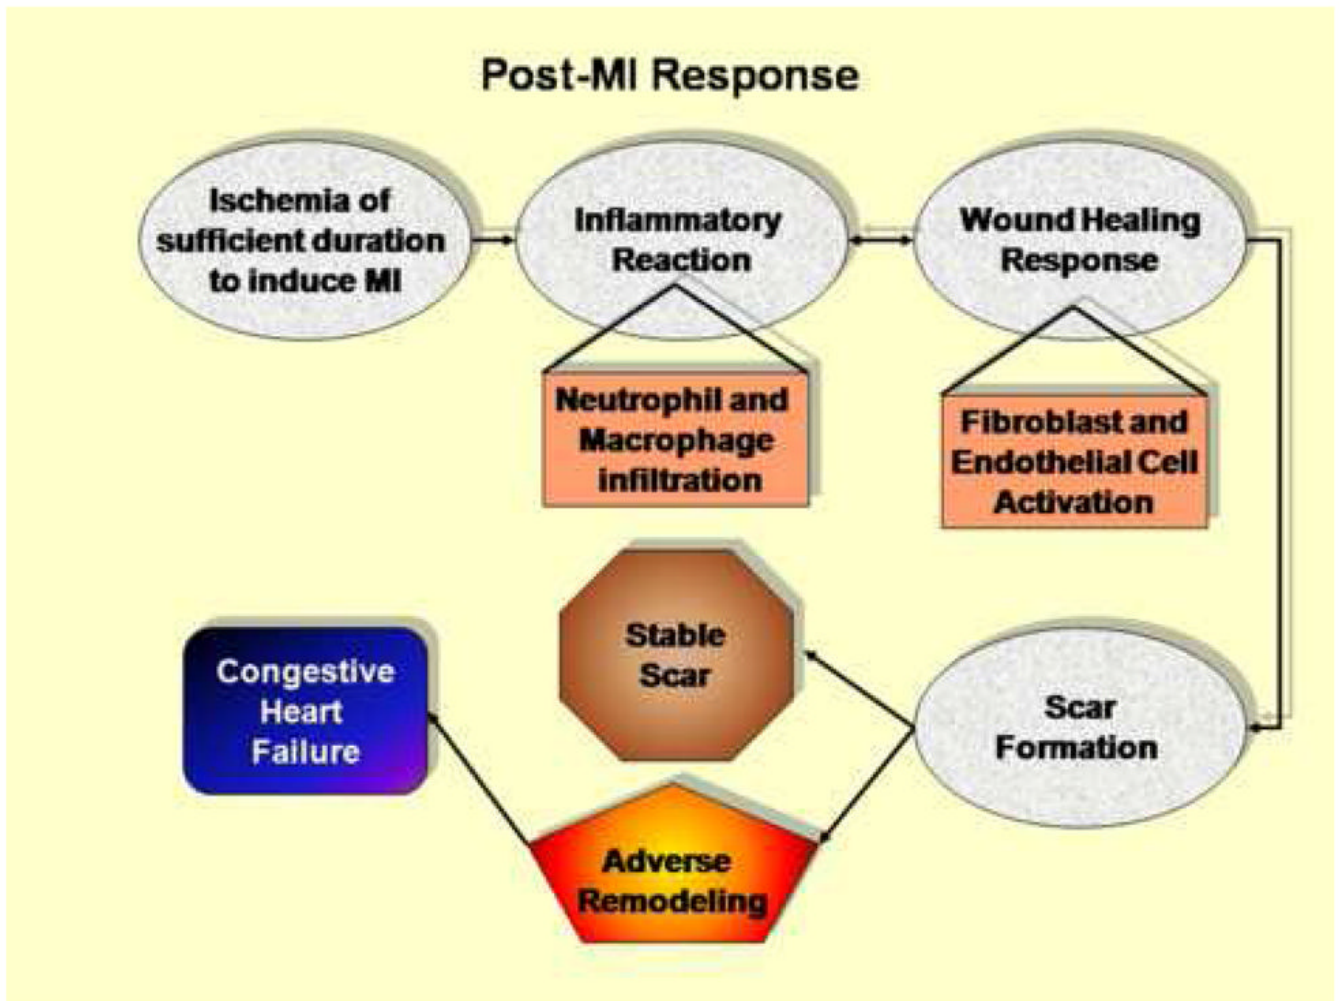 Post-MI Response
Ischemia of
sufficient duration
to induce MI
Inflammatory
Reaction
Wound Healing
Response
Neutrophil and
Macrophage
infiltration
Fibroblast and
Endothelial Cell
Activation
Stable
Scar
Congestive
Heart
Failure
Scar
Formation
Adverse
Remodeling